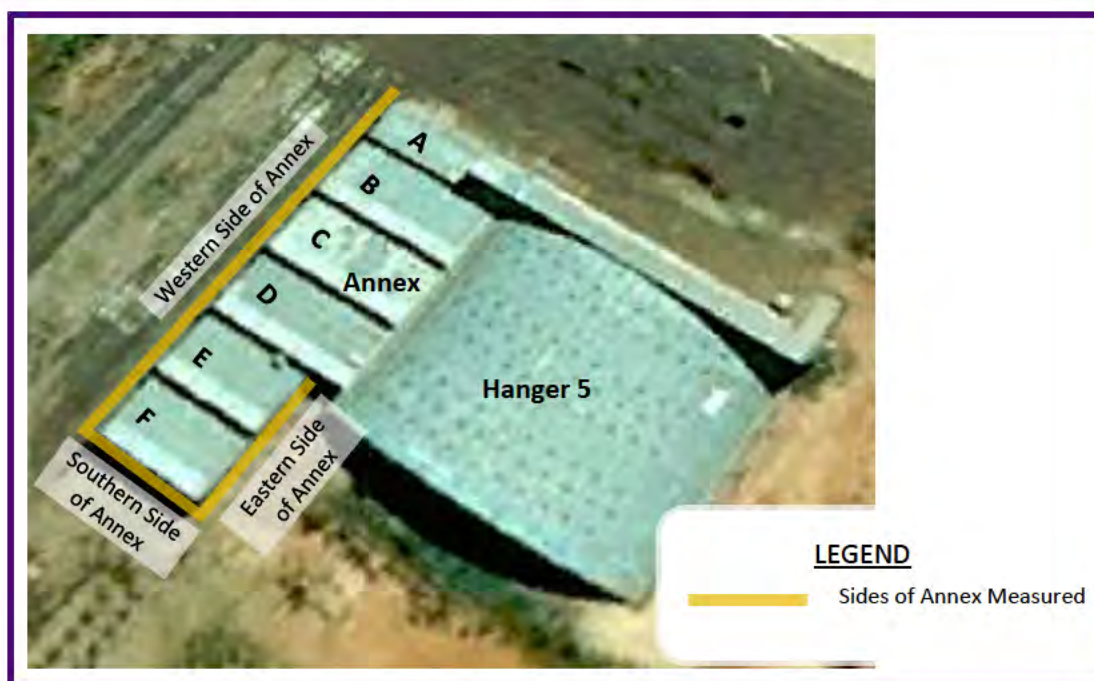 A
B
C
Annex
D
E
F
Western Side of Annex
Hanger 5
Southern Side
of Annex
Eastern Side
of Annex
LEGEND
Sides of Annex Measured